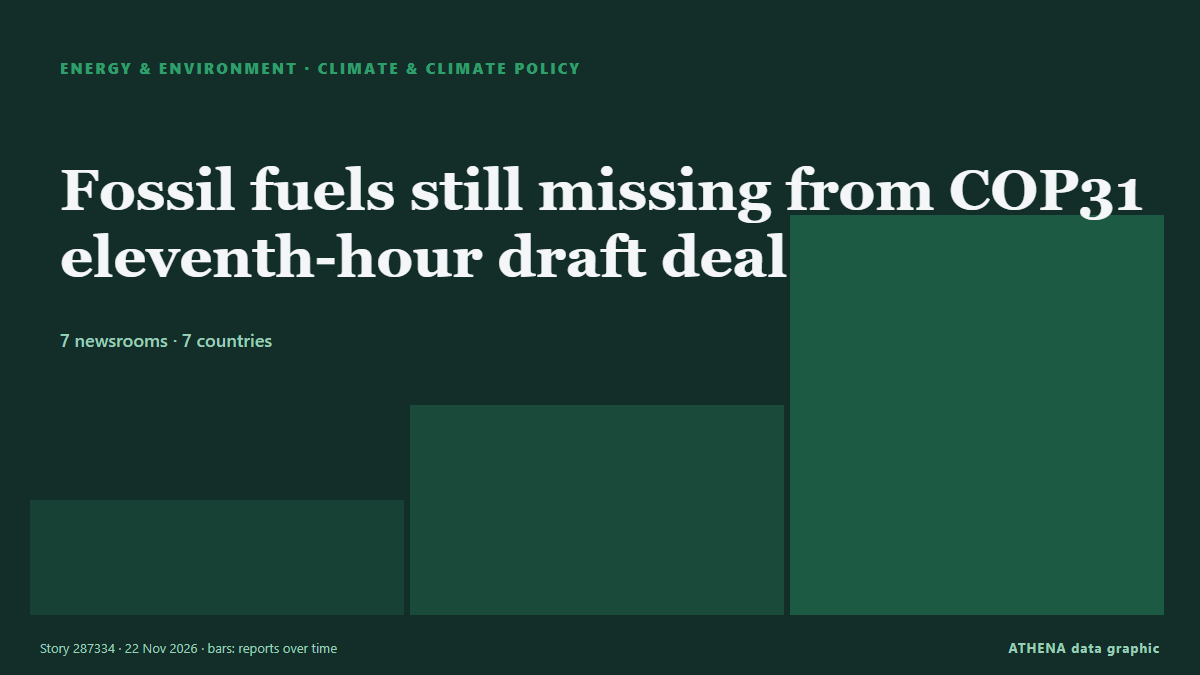 ENERGY & ENVIRONMENT · CLIMATE & CLIMATE POLICY
Fossil fuels still missing from COP31
eleventh-hour draft deal
7 newsrooms · 7 countries
Story 287334 · 22 Nov 2026 · bars: reports over time
ATHENA data graphic